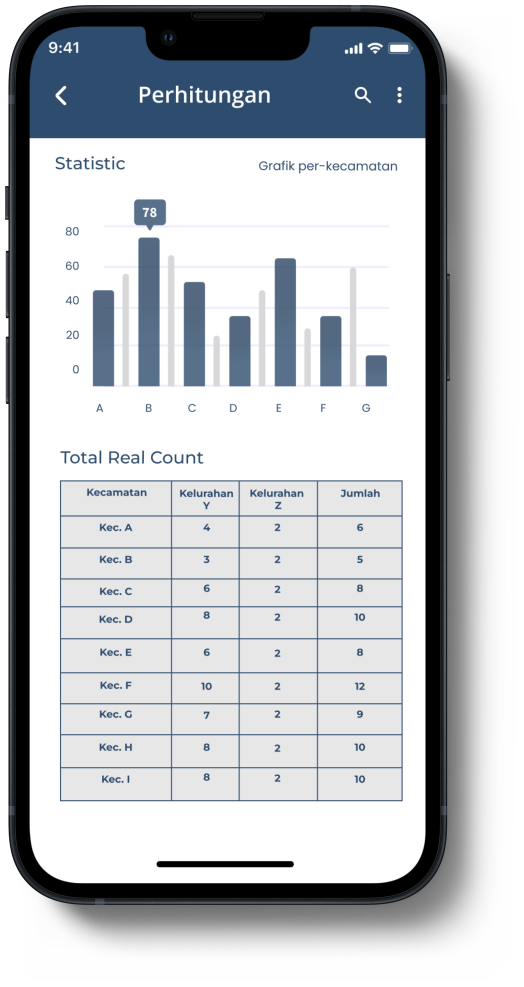 9:41
Perhitungan
Statistic
Grafik per-kecamatan
78
80
60
40
20
0
A B C D E F G
Total Real Count
Kecamatan Kelurahan Y Kelurahan Z Jumlah
Kec. A 4 2 6
Kec. B 3 2 5
Kec. C 6 2 8
Kec. D 8 2 10
Kec. E 6 2 8
Kec. F 10 2 12
Kec. G 7 2 9
Kec. H 8 2 10
Kec. I 8 2 10